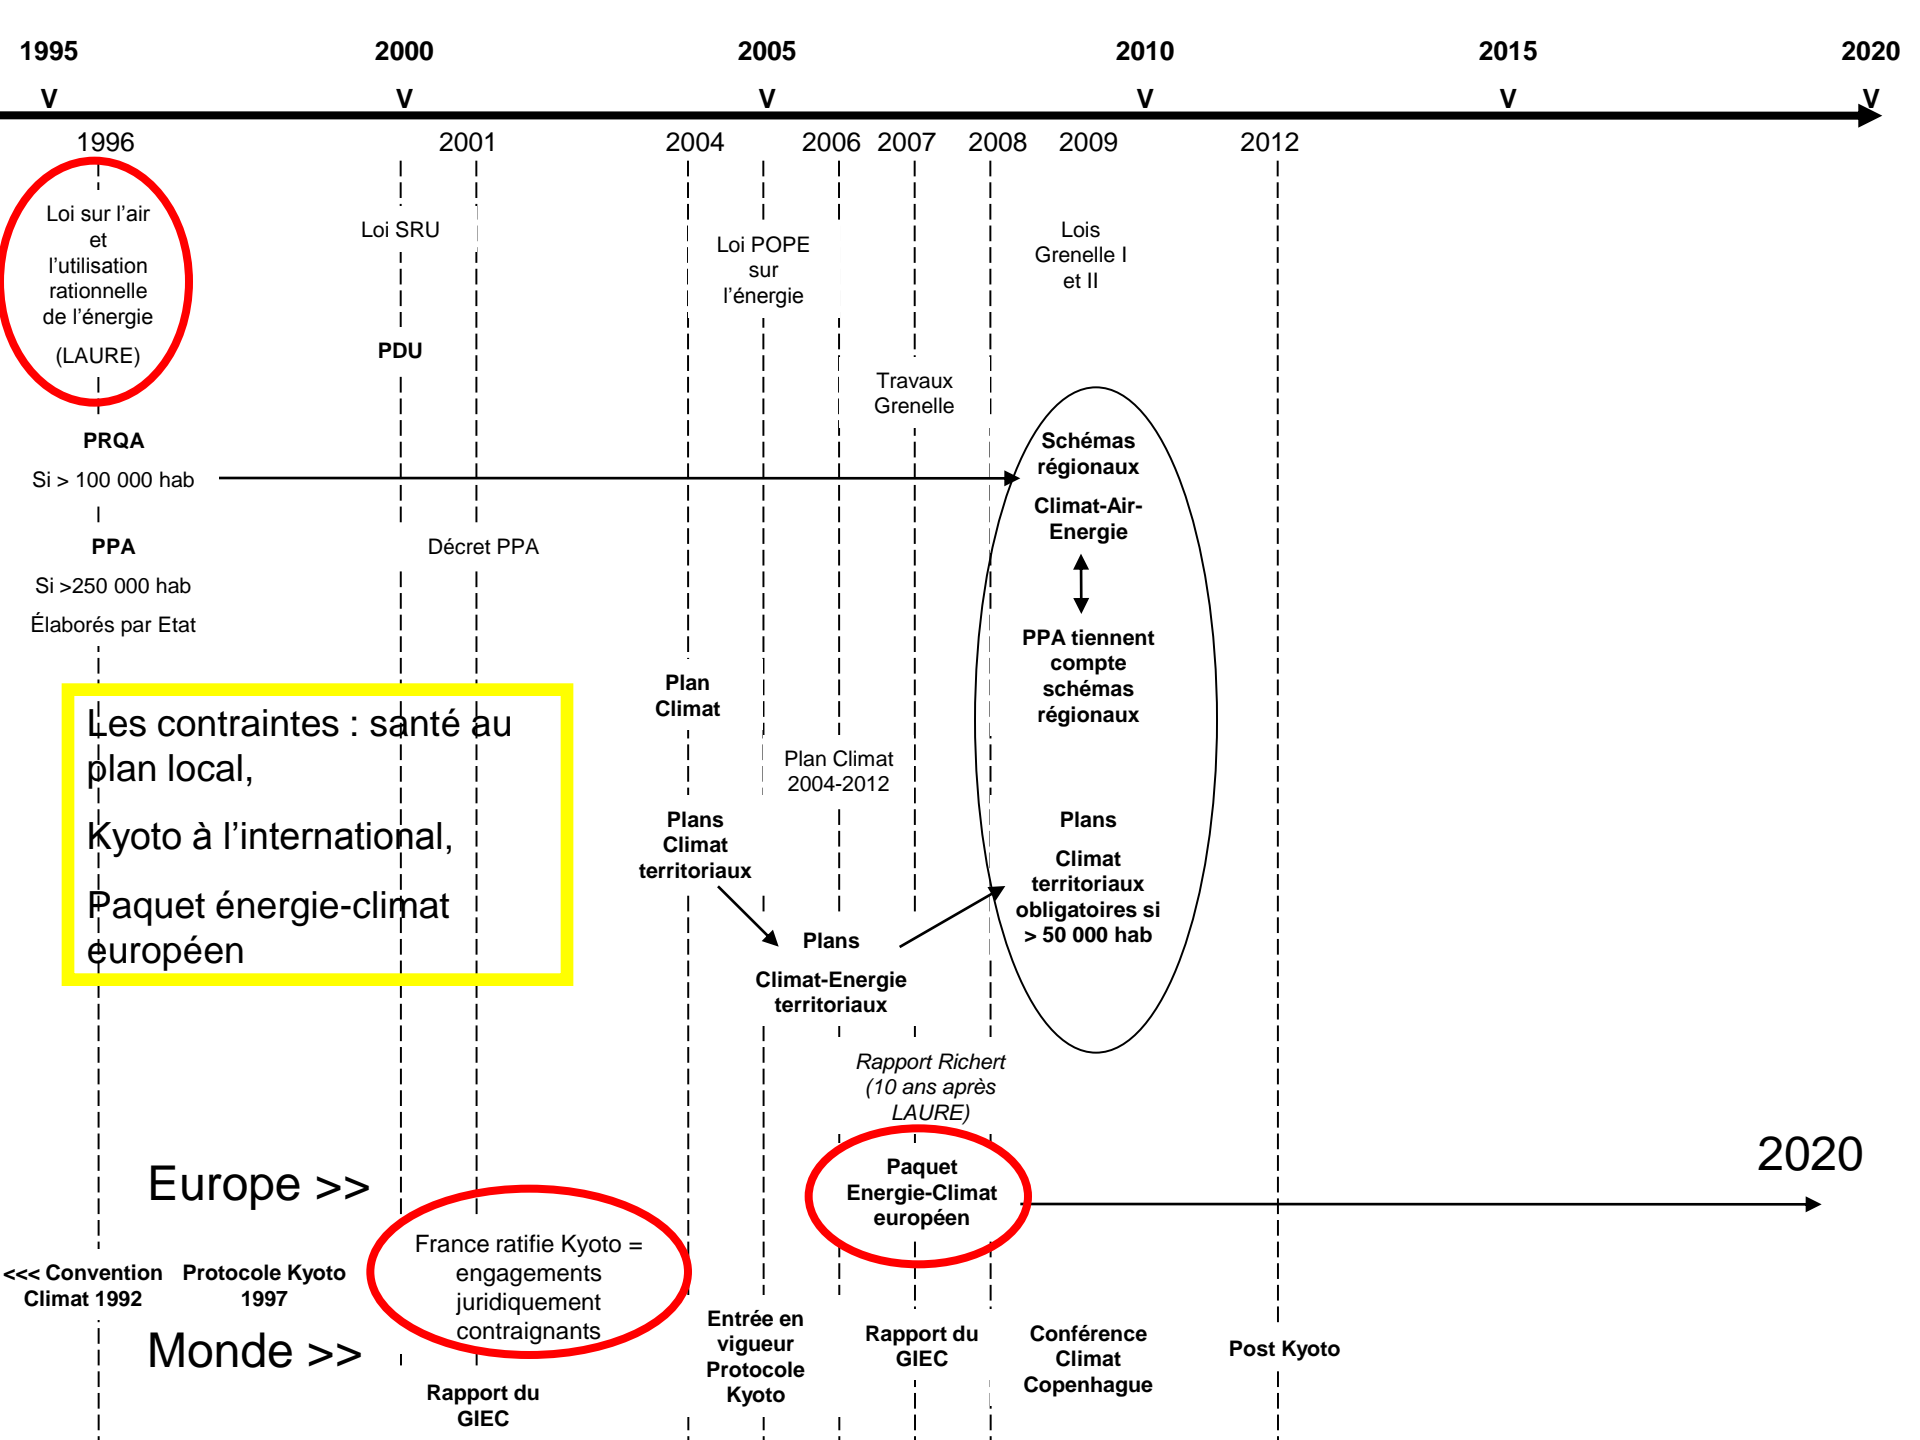 1995
2000
2005
2010
2015
2020
V
V
V
V
V
V
1996
2001
2004
2006
2007
2008
2009
2012
Loi sur l’air
et
l’utilisation
rationnelle
de l’énergie
(LAURE)
Loi SRU
Loi POPE
sur
l’énergie
Lois
Grenelle I
et II
PDU
Travaux
Grenelle
PRQA
Si > 100 000 hab
Schémas
régionaux
Climat-Air-
Energie
PPA
Si >250 000 hab
Élaborés par Etat
Décret PPA
PPA tiennent
compte
schémas
régionaux
Plan
Climat
Les contraintes : santé au
plan local,
Kyoto à l’international,
Paquet énergie-climat
européen
Plan Climat
2004-2012
Plans
Climat
territoriaux
Plans
Climat
territoriaux
obligatoires si
> 50 000 hab
Plans
Climat-Energie
territoriaux
Rapport Richert
(10 ans après
LAURE)
Europe >>
Paquet
Energie-Climat
européen
2020
<<< Convention
Climat 1992
Protocole Kyoto
1997
France ratifie Kyoto =
engagements
juridiquement
contraignants
Monde >>
Rapport du
GIEC
Entrée en
vigueur
Protocole
Kyoto
Rapport du
GIEC
Conférence
Climat
Copenhague
Post Kyoto